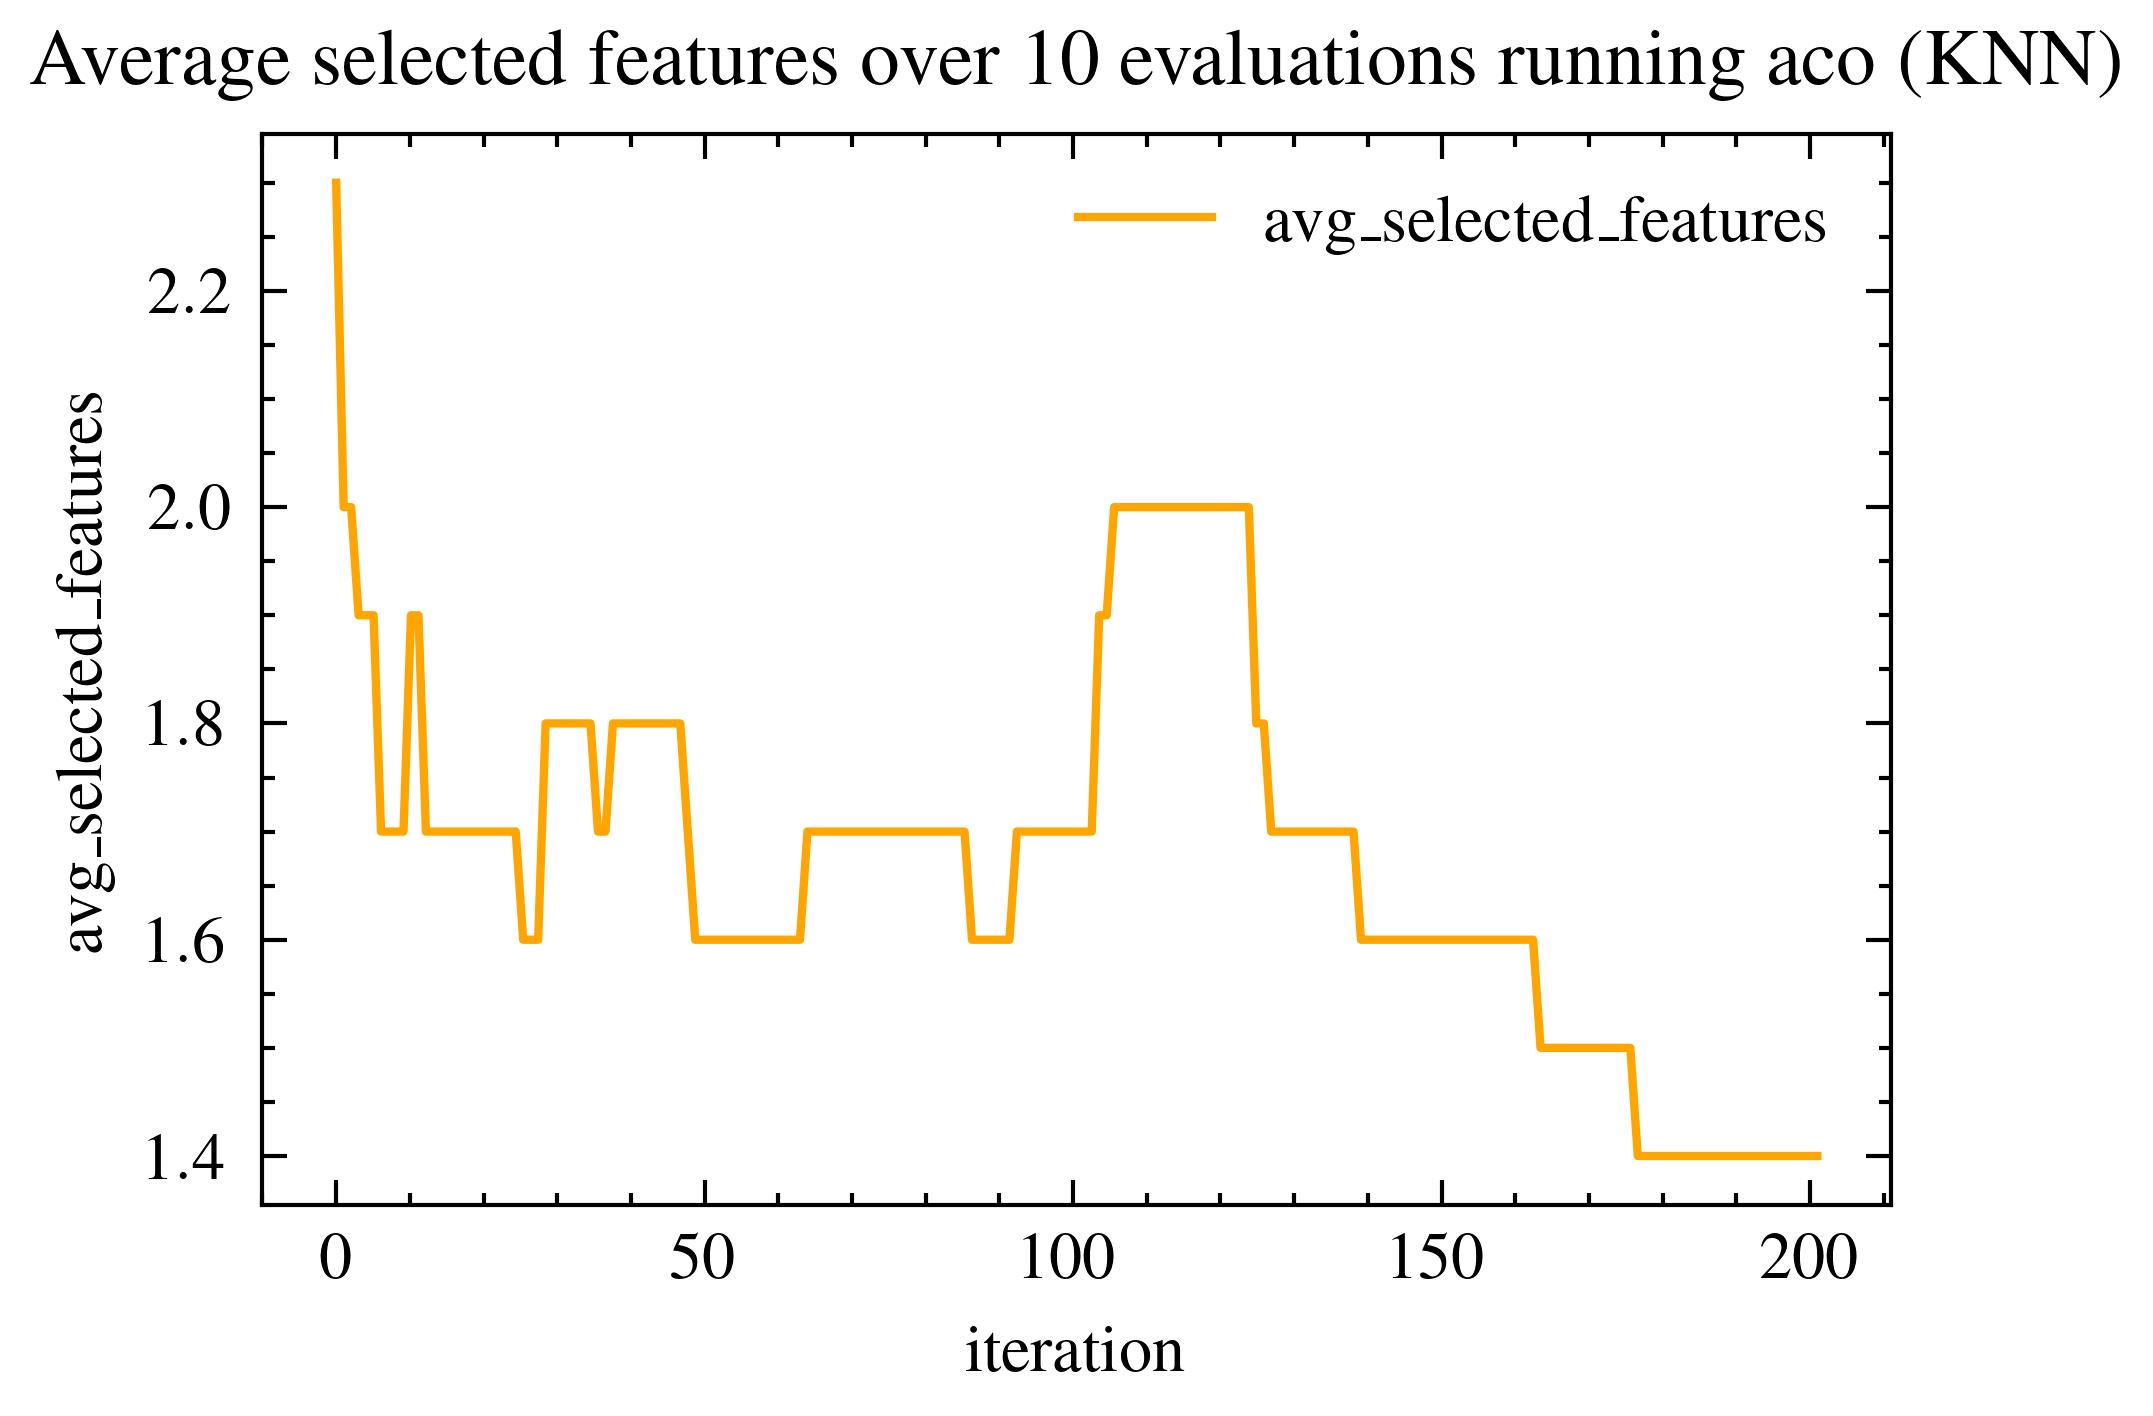 Average selected features over 10 evaluations running aco (KNN)
avg_selected_features
avg_selected_features
2.2
2.0
1.8
1.6
1.4
0 50 100 150 200
iteration